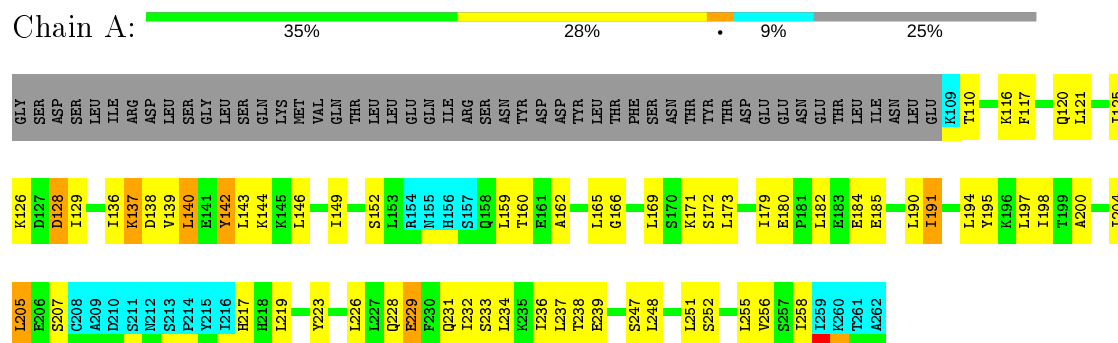 Chain A:
35% 28% • 9% 25%
GLY SER ASP SER LEU ILE ARG ASP LEU SER GLY LEU SER GLN LYS MET VAL GLN THR LEU LEU GLU GLN ILE ARG SER ASN TYR ASP ASP TYR LEU THR PHE SER ASN THR TYR THR ASP GLU GLU ASN GLU THR LEU ILE ASN LEU GLU K109 T110 K116 F117 Q120 L121 I125
K126 D127 D128 I129 I136 K137 D138 V139 L140 E141 Y142 L143 K144 K145 L146 I149 S152 L153 R154 N155 H156 S157 Q158 L159 T160 E161 A162 L165 G166 L169 S170 K171 S172 L173 I179 E180 P181 L182 E183 E184 E185 L190 I191 L194 Y195 K196 L197 I198 T199 A200 I204
L205 E206 S207 C208 A209 D210 S211 N212 S213 P214 Y215 I216 H217 H218 L219 Y223 L226 L227 Q228 E229 F230 Q231 I232 S233 L234 K235 I236 L237 T238 E239 S247 L248 L251 S252 L255 V256 S257 I258 I259 K260 T261 A262